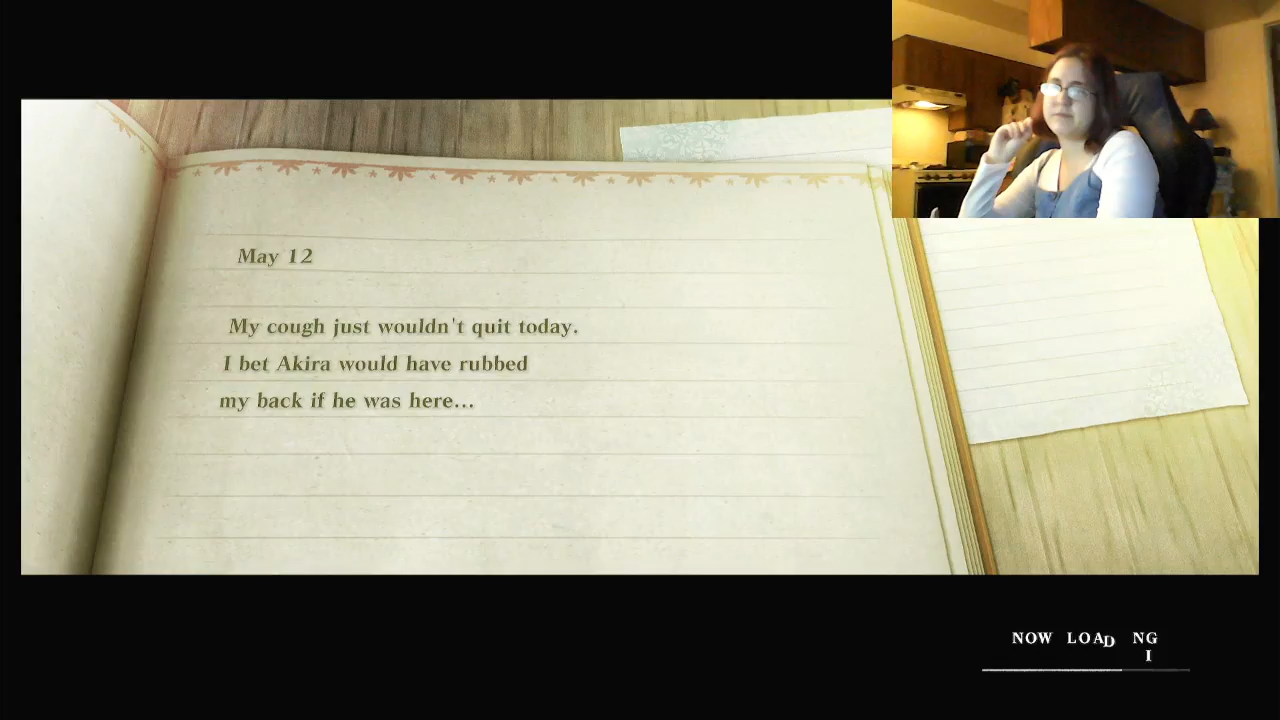 May 12
My cough just wouldn't quit today.
I bet Akira would have rubbed
my back if he was here...
NOW LOADING